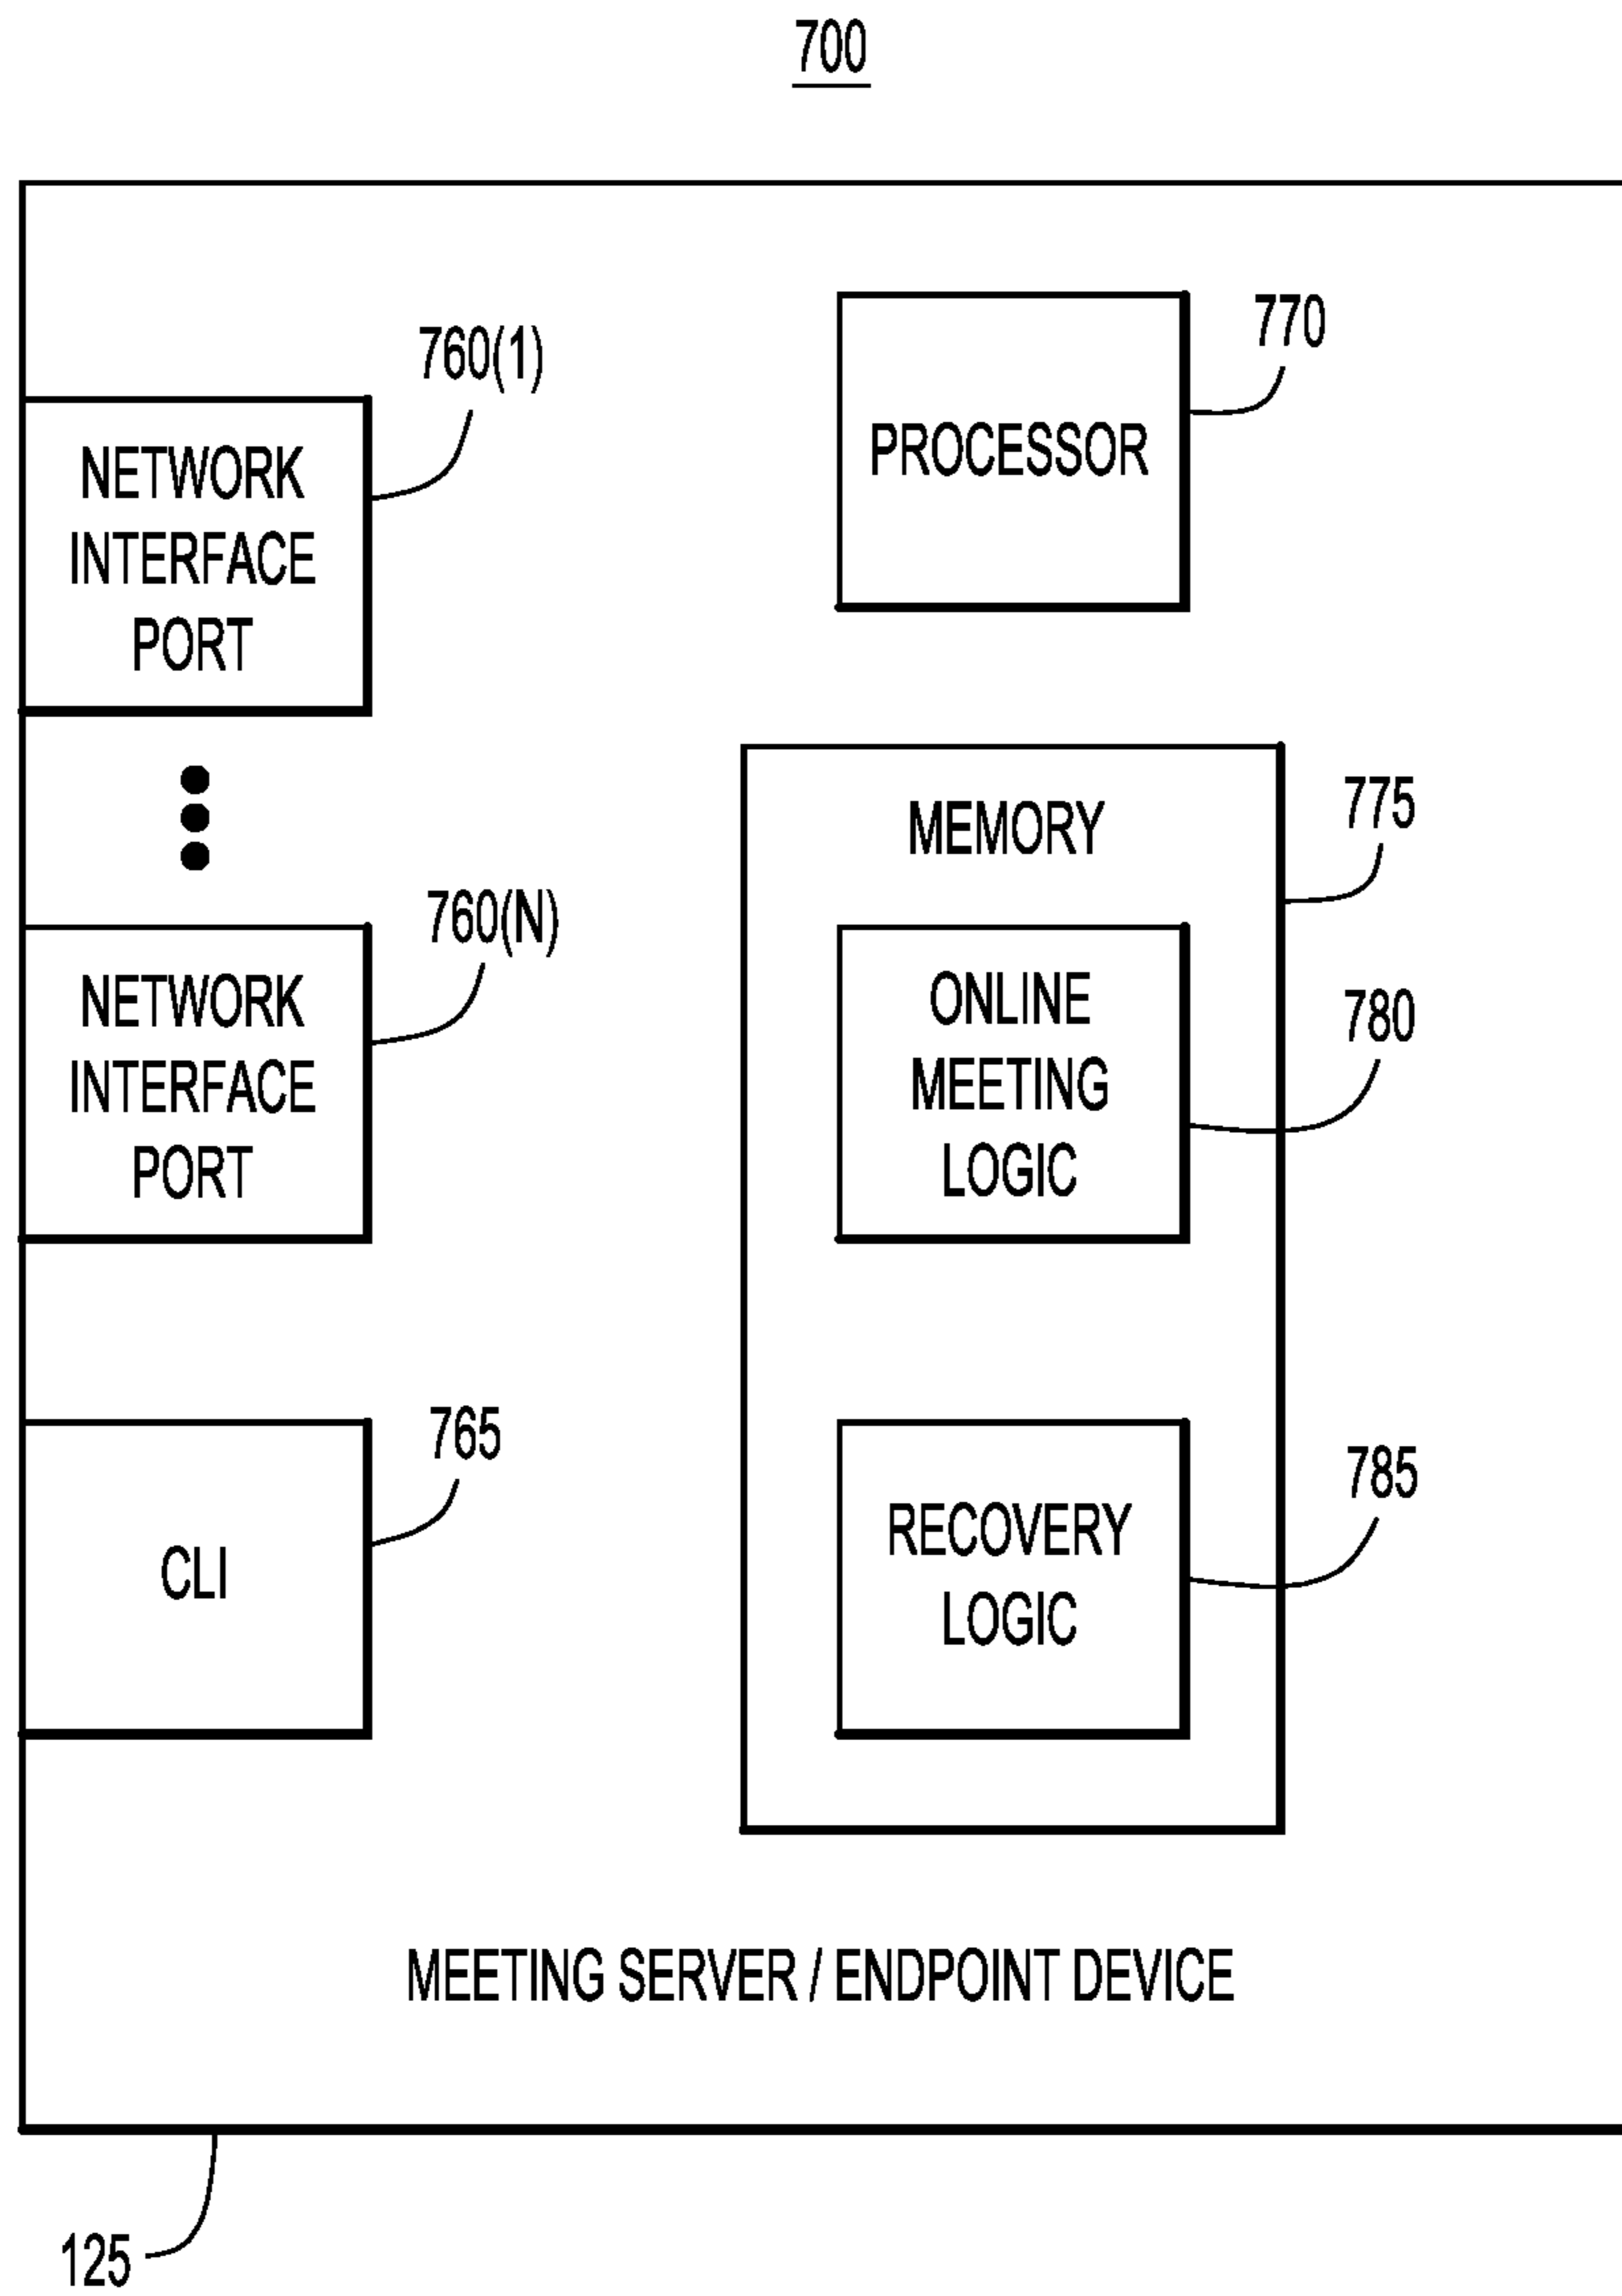 700
760(1)
770
NETWORK
INTERFACE
PORT
PROCESSOR
775
MEMORY
760(N)
NETWORK
INTERFACE
PORT
ONLINE
MEETING
LOGIC
780
765
CLI
785
RECOVERY
LOGIC
MEETING SERVER / ENDPOINT DEVICE
125